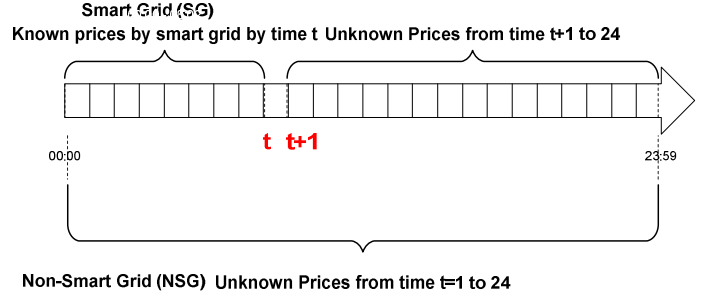 Smart Grid (SG)
Known prices by smart grid by time t Unknown Prices from time t+1 to 24
t t+1
00:00 23:59
Non-Smart Grid (NSG) Unknown Prices from time t=1 to 24